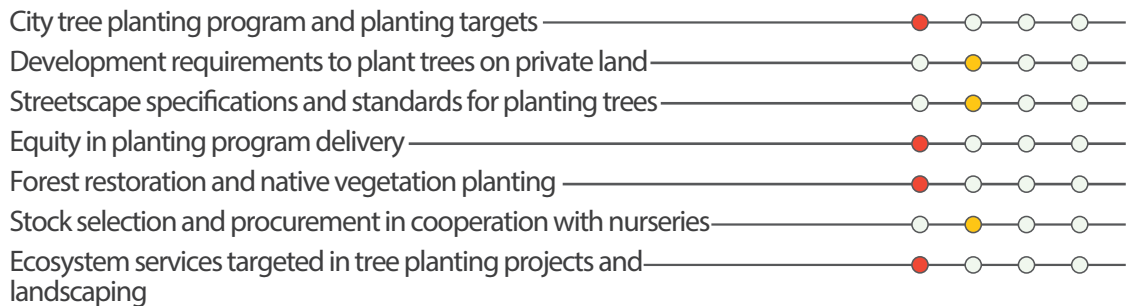 City tree planting program and planting targets
Development requirements to plant trees on private land
Streetscape specifications and standards for planting trees
Equity in planting program delivery
Forest restoration and native vegetation planting
Stock selection and procurement in cooperation with nurseries
Ecosystem services targeted in tree planting projects and
landscaping